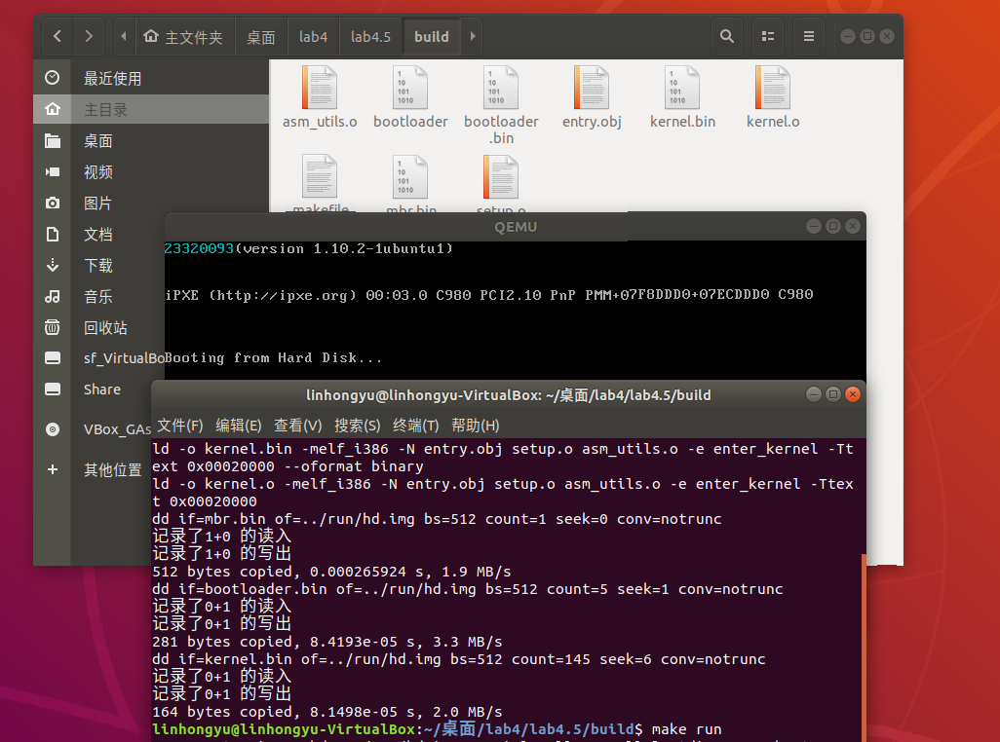 主文件夹 桌面 lab4 lab4.5 build
最近使用
主目录
桌面
视频
图片
文档
下载
音乐
回收站
sf_VirtualBo
Share
VBox_GAs
其他位置
asm_utils.o bootloader bootloader.bin entry.obj kernel.bin kernel.o
makefile mbr.bin setup.o
QEMU
23320093(version 1.10.2-1ubuntu1)
iPXE (http://ipxe.org) 00:03.0 C980 PCI2.10 PnP PMM+07F8DDD0+07ECDDD0 C980
Booting from Hard Disk...
linhongyu@linhongyu-VirtualBox: ~/桌面/lab4/lab4.5/build
文件(F) 编辑(E) 查看(V) 搜索(S) 终端(T) 帮助(H)
ld -o kernel.bin -melf_i386 -N entry.obj setup.o asm_utils.o -e enter_kernel -Tt
ext 0x00020000 --oformat binary
ld -o kernel.o -melf_i386 -N entry.obj setup.o asm_utils.o -e enter_kernel -Ttex
t 0x00020000
dd if=mbr.bin of=../run/hd.img bs=512 count=1 seek=0 conv=notrunc
记录了1+0 的读入
记录了1+0 的写出
512 bytes copied, 0.000265924 s, 1.9 MB/s
dd if=bootloader.bin of=../run/hd.img bs=512 count=5 seek=1 conv=notrunc
记录了0+1 的读入
记录了0+1 的写出
281 bytes copied, 8.4193e-05 s, 3.3 MB/s
dd if=kernel.bin of=../run/hd.img bs=512 count=145 seek=6 conv=notrunc
记录了0+1 的读入
记录了0+1 的写出
164 bytes copied, 8.1498e-05 s, 2.0 MB/s
linhongyu@linhongyu-VirtualBox:~/桌面/lab4/lab4.5/build$ make run